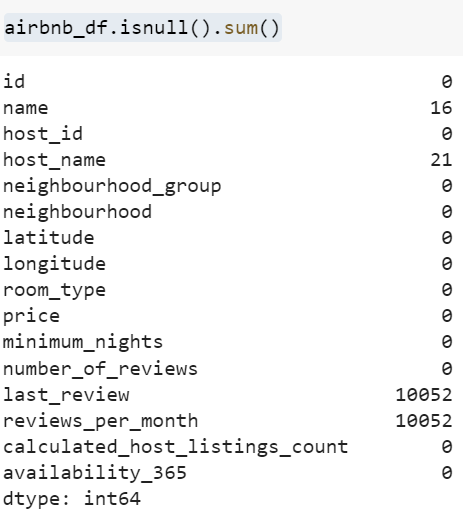 airbnb_df.isnull().sum()
id 0
name 16
host_id 0
host_name 21
neighbourhood_group 0
neighbourhood 0
latitude 0
longitude 0
room_type 0
price 0
minimum_nights 0
number_of_reviews 0
last_review 10052
reviews_per_month 10052
calculated_host_listings_count 0
availability_365 0
dtype: int64